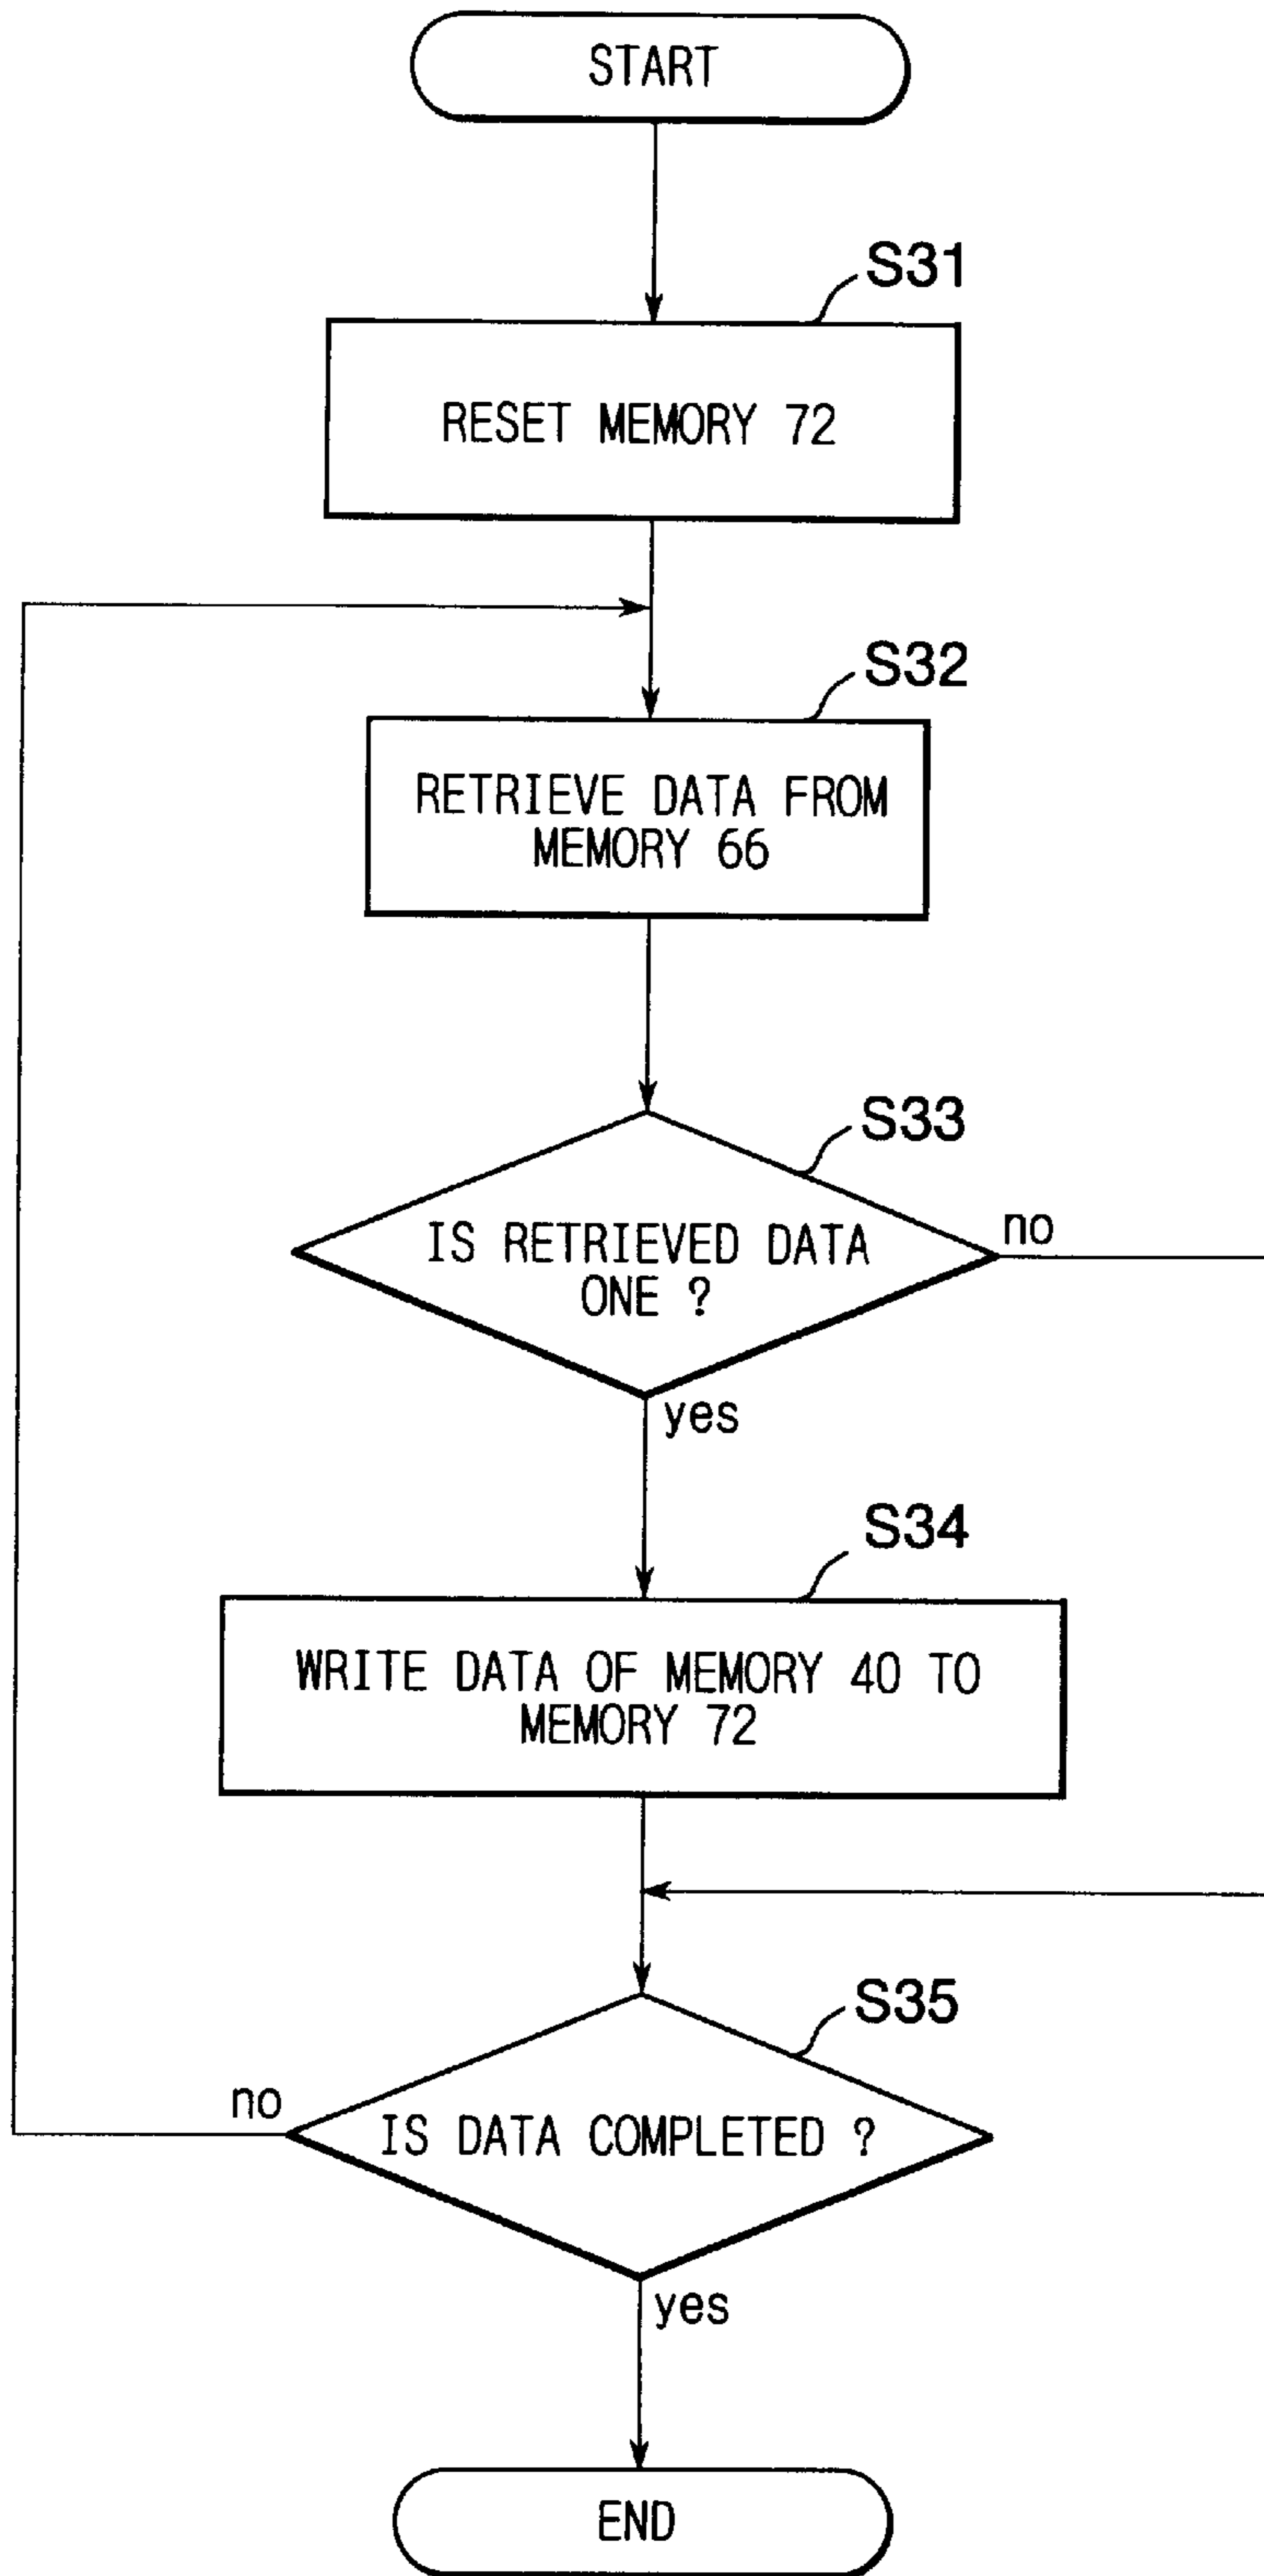 START
S31
RESET MEMORY 72
S32
RETRIEVE DATA FROM
MEMORY 66
S33
IS RETRIEVED DATA
ONE ?
no
yes
S34
WRITE DATA OF MEMORY 40 TO
MEMORY 72
S35
IS DATA COMPLETED ?
no
yes
END